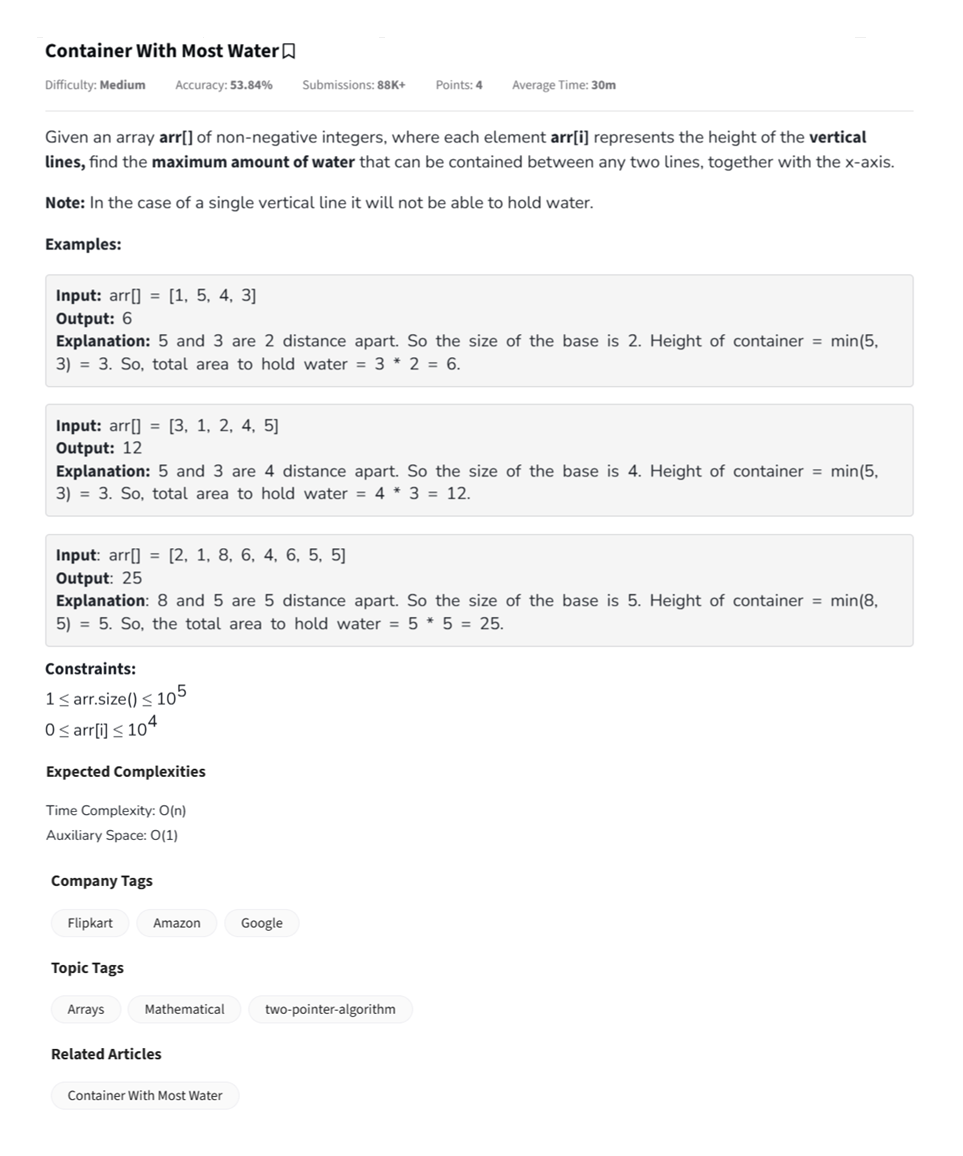 Container With Most Water
Difficulty: Medium Accuracy: 53.84% Submissions: 88K+ Points: 4 Average Time: 30m
Given an array arr[] of non-negative integers, where each element arr[i] represents the height of the vertical
lines, find the maximum amount of water that can be contained between any two lines, together with the x-axis.
Note: In the case of a single vertical line it will not be able to hold water.
Examples:
Input: arr[] = [1, 5, 4, 3]
Output: 6
Explanation: 5 and 3 are 2 distance apart. So the size of the base is 2. Height of container = min(5,
3) = 3. So, total area to hold water = 3 * 2 = 6.
Input: arr[] = [3, 1, 2, 4, 5]
Output: 12
Explanation: 5 and 3 are 4 distance apart. So the size of the base is 4. Height of container = min(5,
3) = 3. So, total area to hold water = 4 * 3 = 12.
Input: arr[] = [2, 1, 8, 6, 4, 6, 5, 5]
Output: 25
Explanation: 8 and 5 are 5 distance apart. So the size of the base is 5. Height of container = min(8,
5) = 5. So, the total area to hold water = 5 * 5 = 25.
Constraints:
1 ≤ arr.size() ≤ 10⁵
0 ≤ arr[i] ≤ 10⁴
Expected Complexities
Time Complexity: O(n)
Auxiliary Space: O(1)
Company Tags
Flipkart Amazon Google
Topic Tags
Arrays Mathematical two-pointer-algorithm
Related Articles
Container With Most Water